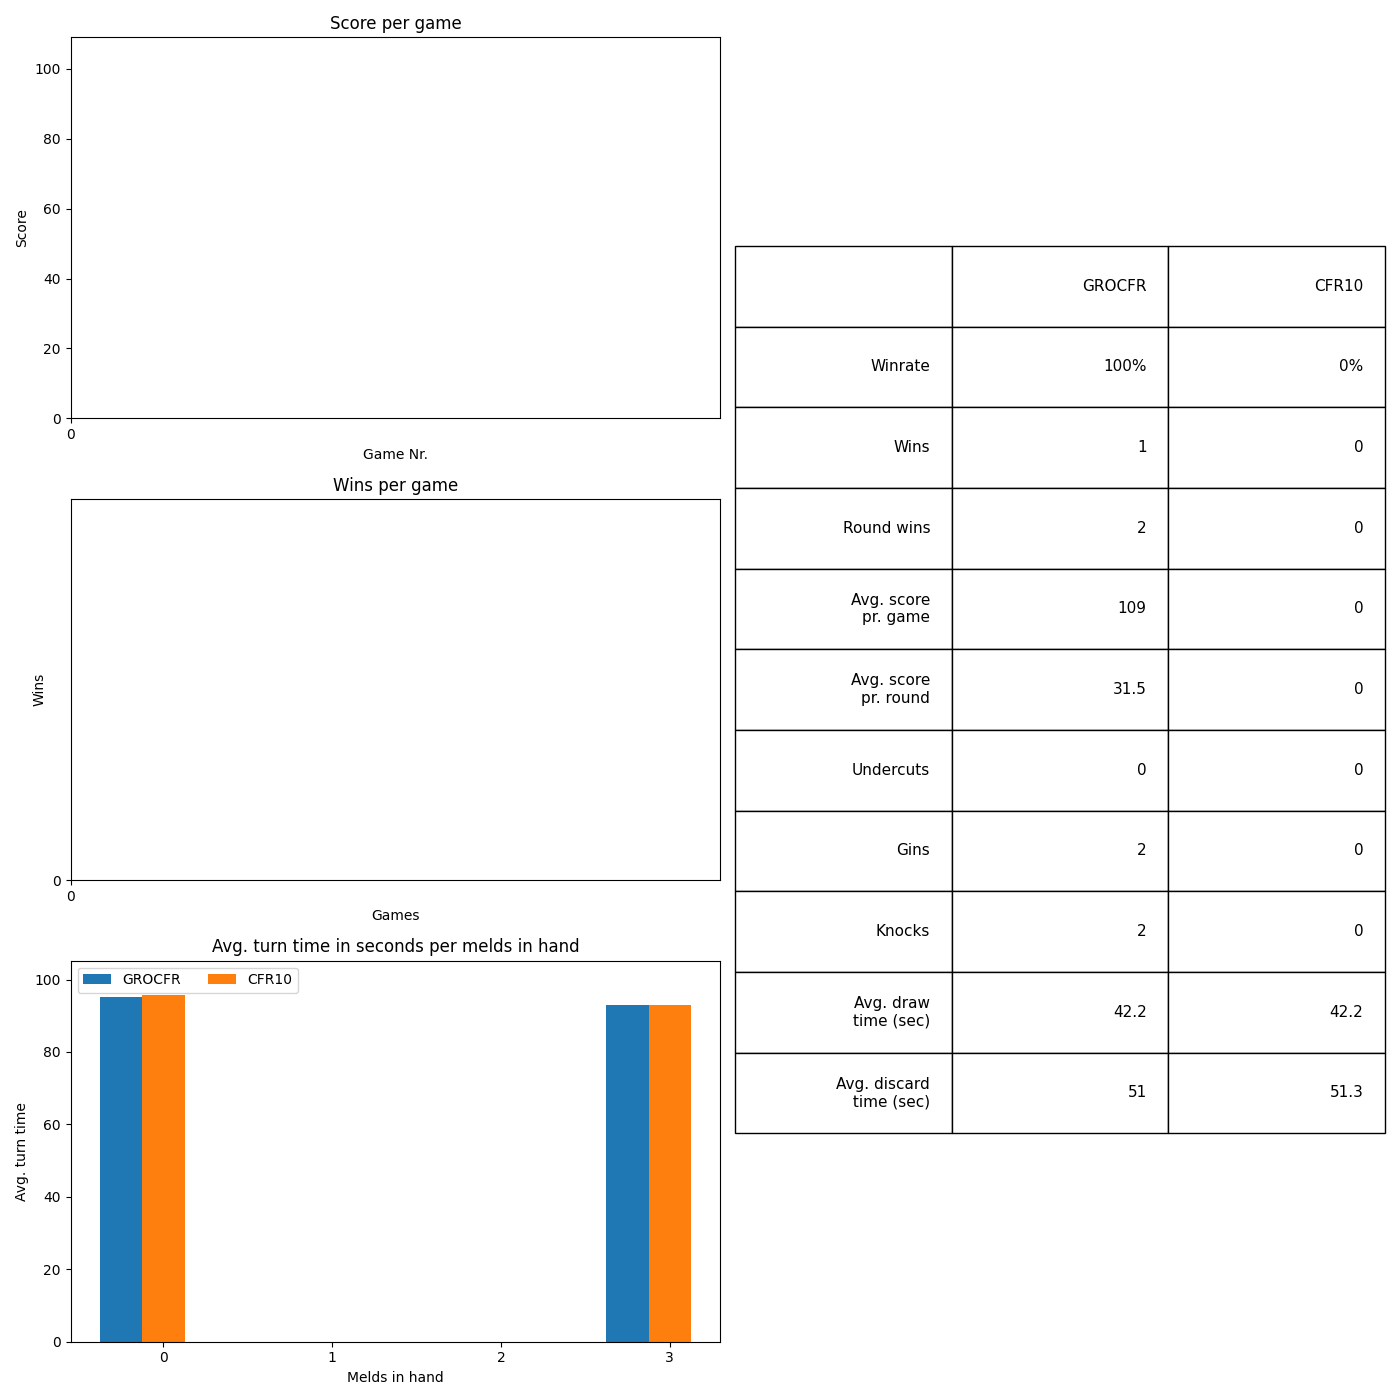 Score per game
100
80
60
40
20
0
Score
0
Game Nr.
Wins per game
Wins
0
0
Games
Avg. turn time in seconds per melds in hand
GROCFR CFR10
100
80
60
40
20
0
Avg. turn time
0 1 2 3
Melds in hand
GROCFR CFR10
Winrate 100% 0%
Wins 1 0
Round wins 2 0
Avg. score
pr. game 109 0
Avg. score
pr. round 31.5 0
Undercuts 0 0
Gins 2 0
Knocks 2 0
Avg. draw
time (sec) 42.2 42.2
Avg. discard
time (sec) 51 51.3